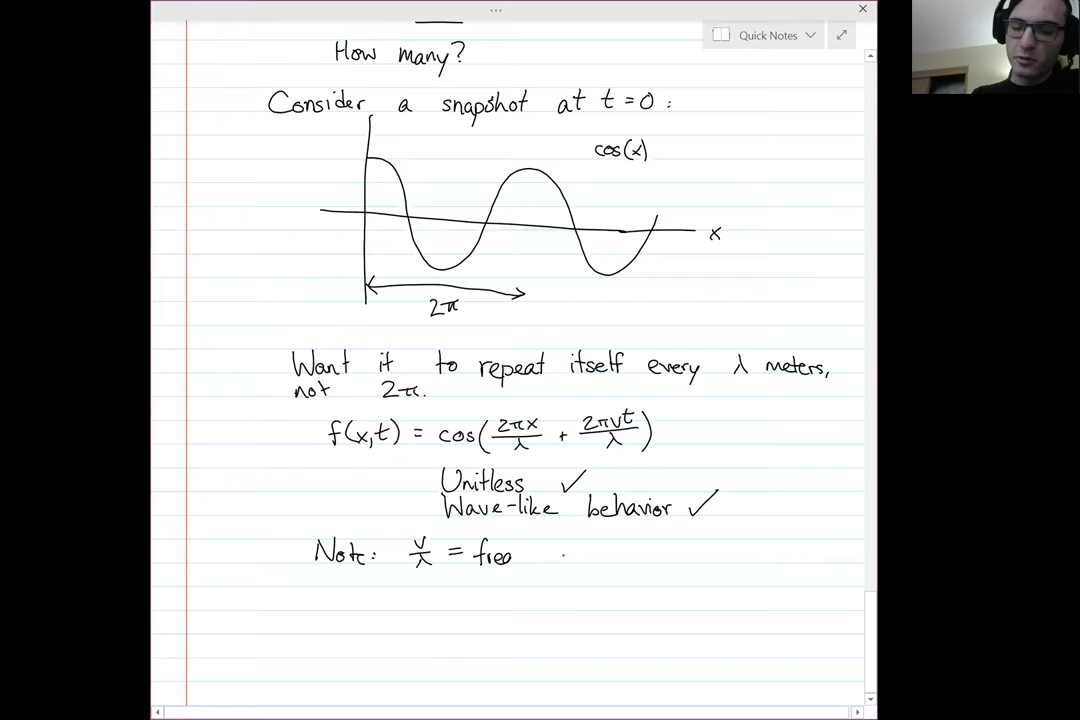 Quick Notes
How many?
Consider a snapshot at t = 0 :
cos(x)
x
2π
Want it to repeat itself every λ meters,
not 2π.
f(x,t) = cos(2πx/λ + 2πvt/λ)
Unitless ✓
Wave-like behavior ✓
Note: v/λ = freq